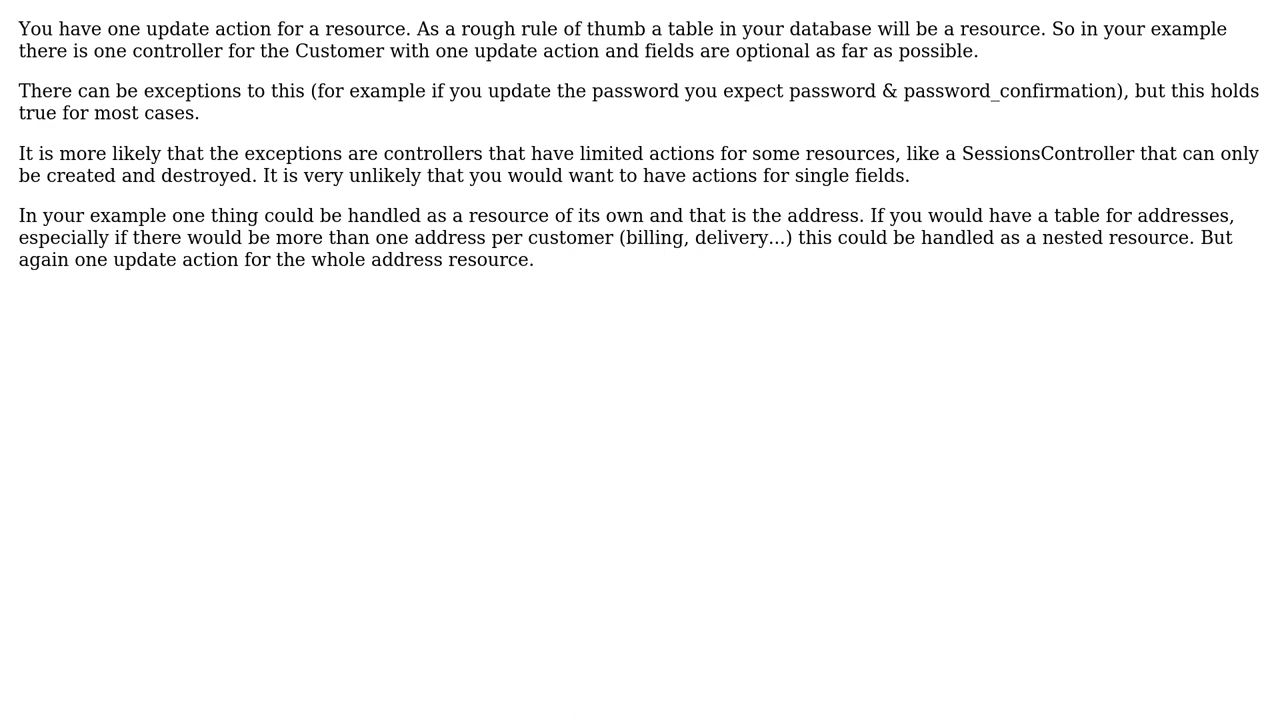 You have one update action for a resource. As a rough rule of thumb a table in your database will be a resource. So in your example
there is one controller for the Customer with one update action and fields are optional as far as possible.
There can be exceptions to this (for example if you update the password you expect password & password_confirmation), but this holds
true for most cases.
It is more likely that the exceptions are controllers that have limited actions for some resources, like a SessionsController that can only
be created and destroyed. It is very unlikely that you would want to have actions for single fields.
In your example one thing could be handled as a resource of its own and that is the address. If you would have a table for addresses,
especially if there would be more than one address per customer (billing, delivery...) this could be handled as a nested resource. But
again one update action for the whole address resource.